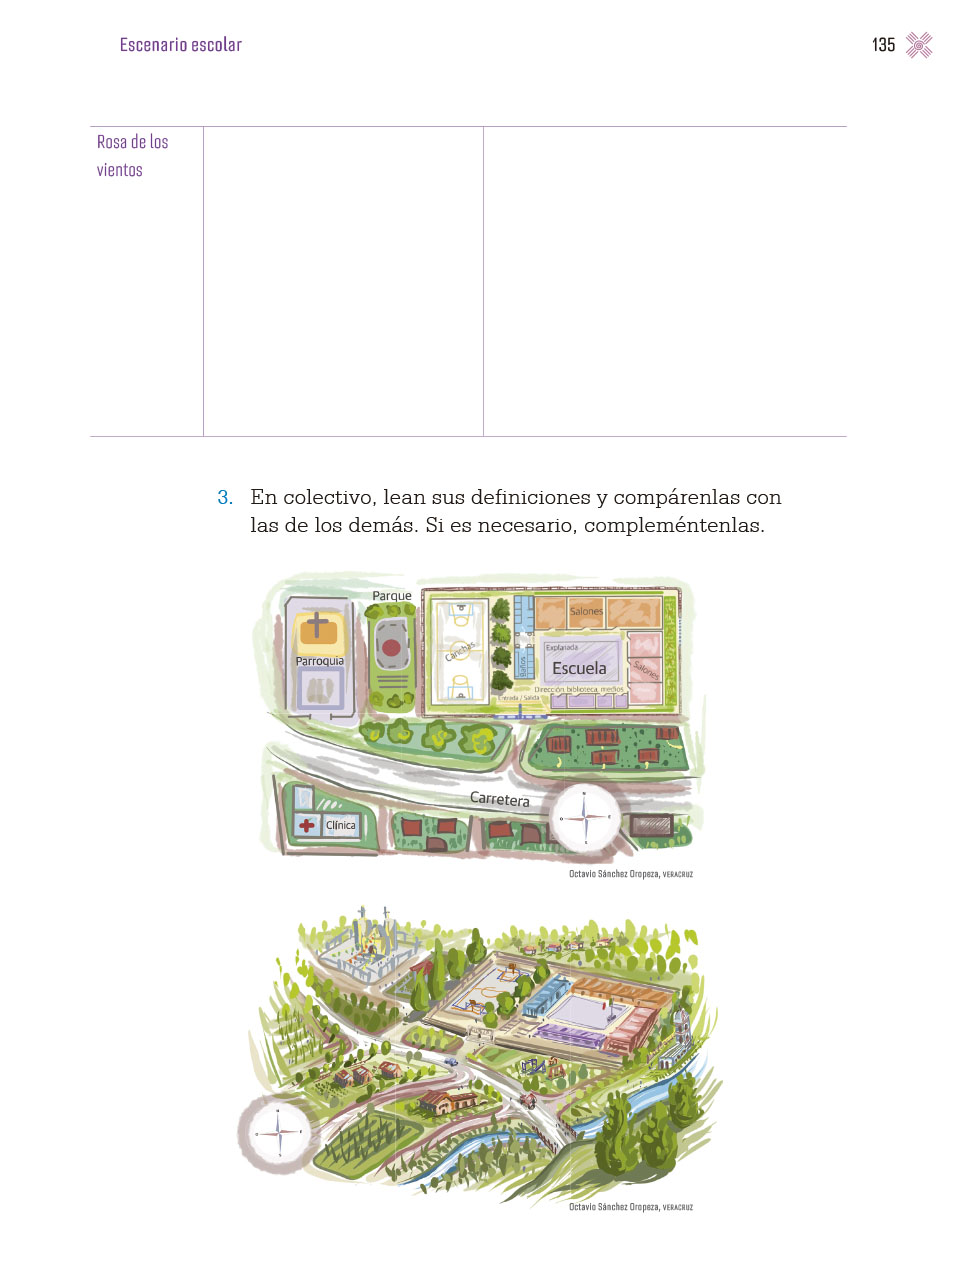 Escenario escolar
135
Rosa de los
vientos
3. En colectivo, lean sus definiciones y compárenlas con
las de los demás. Si es necesario, compleméntenlas.
Parque
Salones
Canchas
Explanada
Parroquia
Escuela
Baños
Salones
Dirección, biblioteca, medios
Entrada / Salida
Carretera
N
O
E
S
Clínica
Octavio Sánchez Oropeza, VERACRUZ
N
O
E
S
Octavio Sánchez Oropeza, VERACRUZ